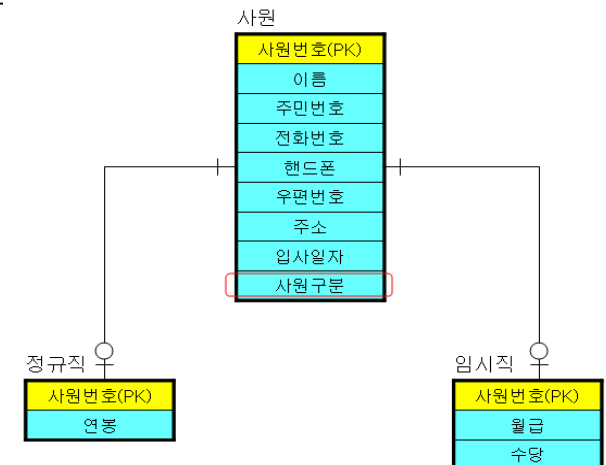 사원
사원번호(PK)
이름
주민번호
전화번호
핸드폰
우편번호
주소
입사일자
사원구분
정규직
사원번호(PK)
연봉
임시직
사원번호(PK)
월급
수당